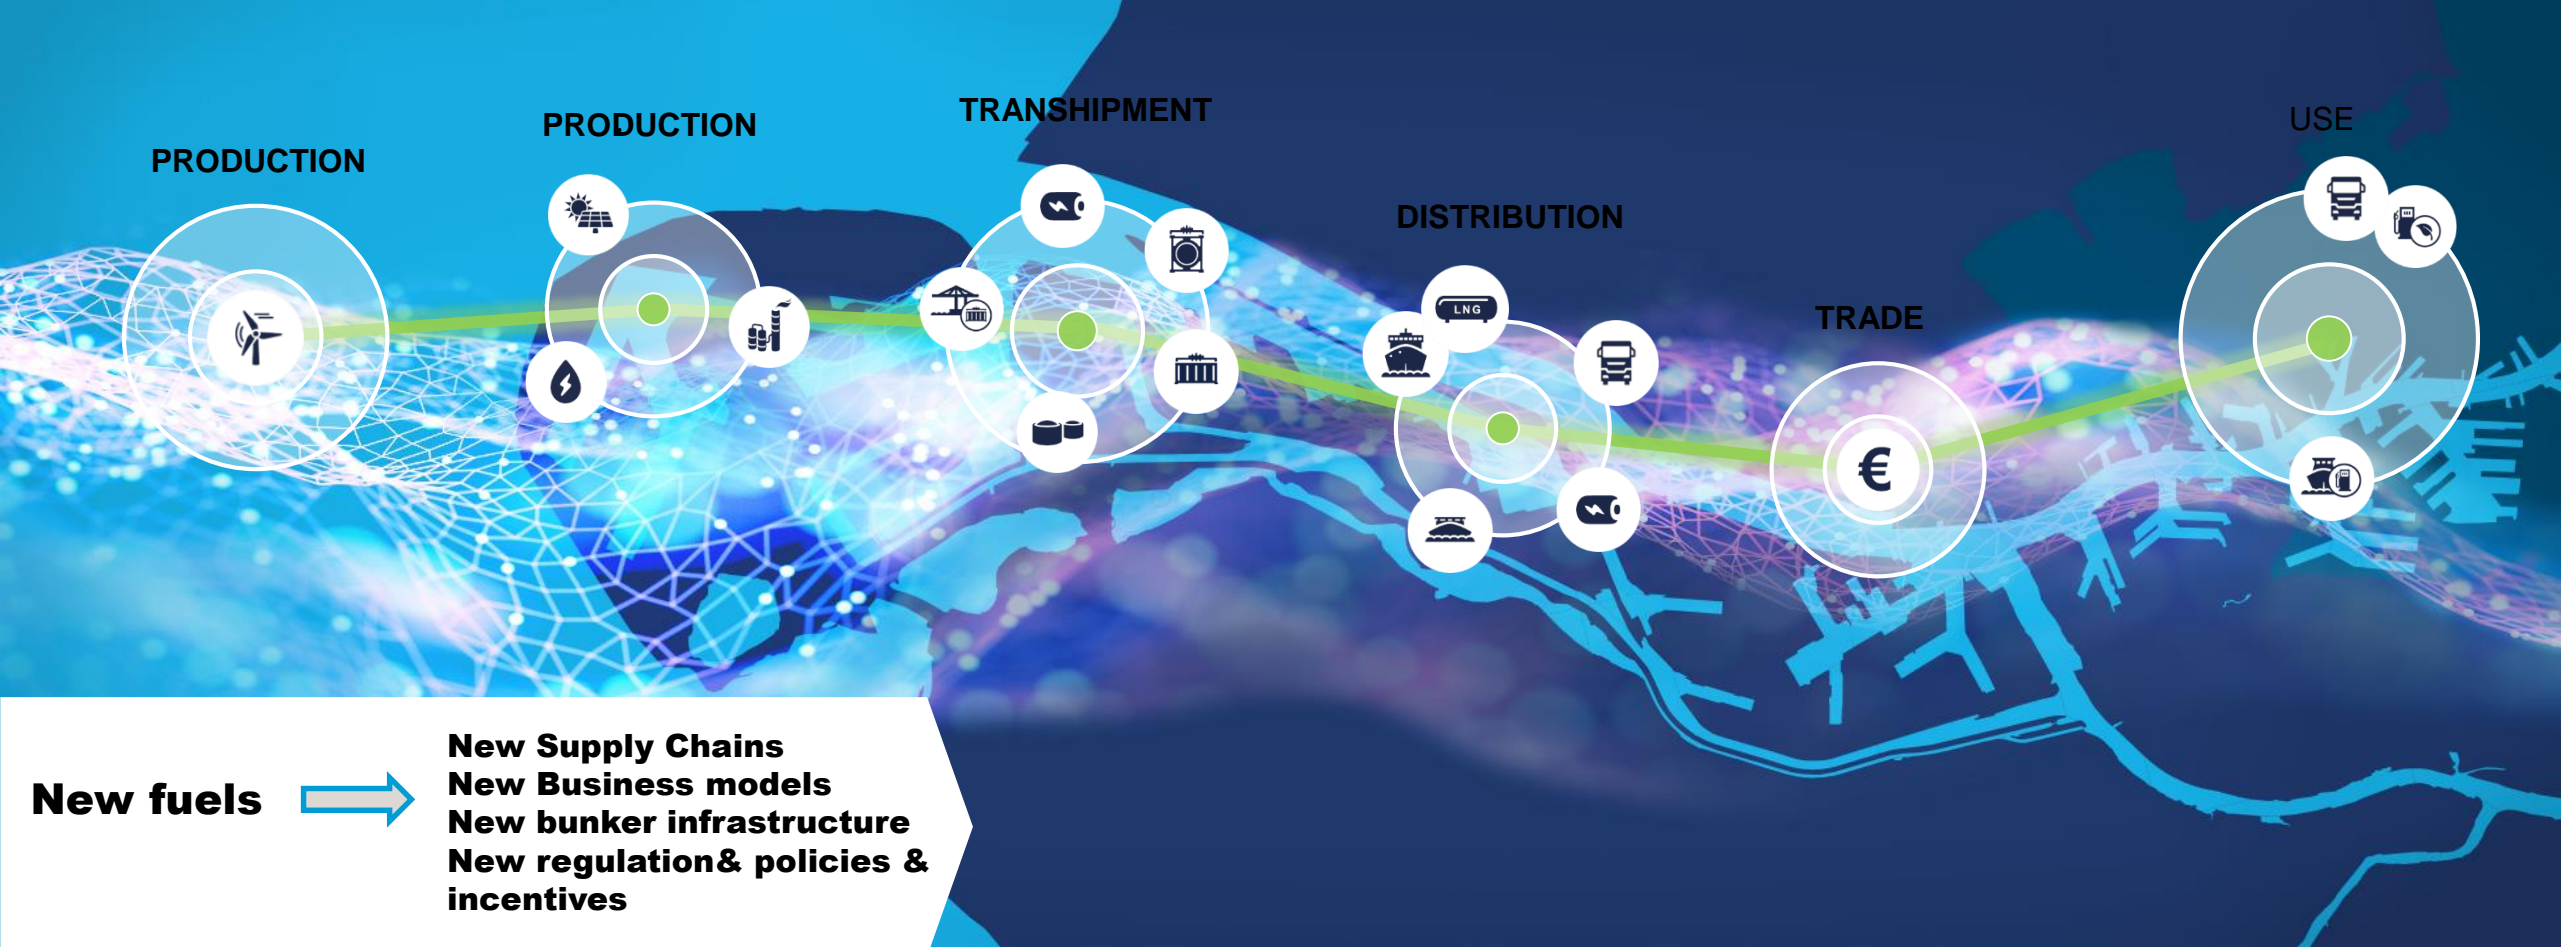 PRODUCTION
PRODUCTION
TRANSHIPMENT
DISTRIBUTION
LNG
TRADE
€
USE
New fuels
New Supply Chains
New Business models
New bunker infrastructure
New regulation& policies &
incentives